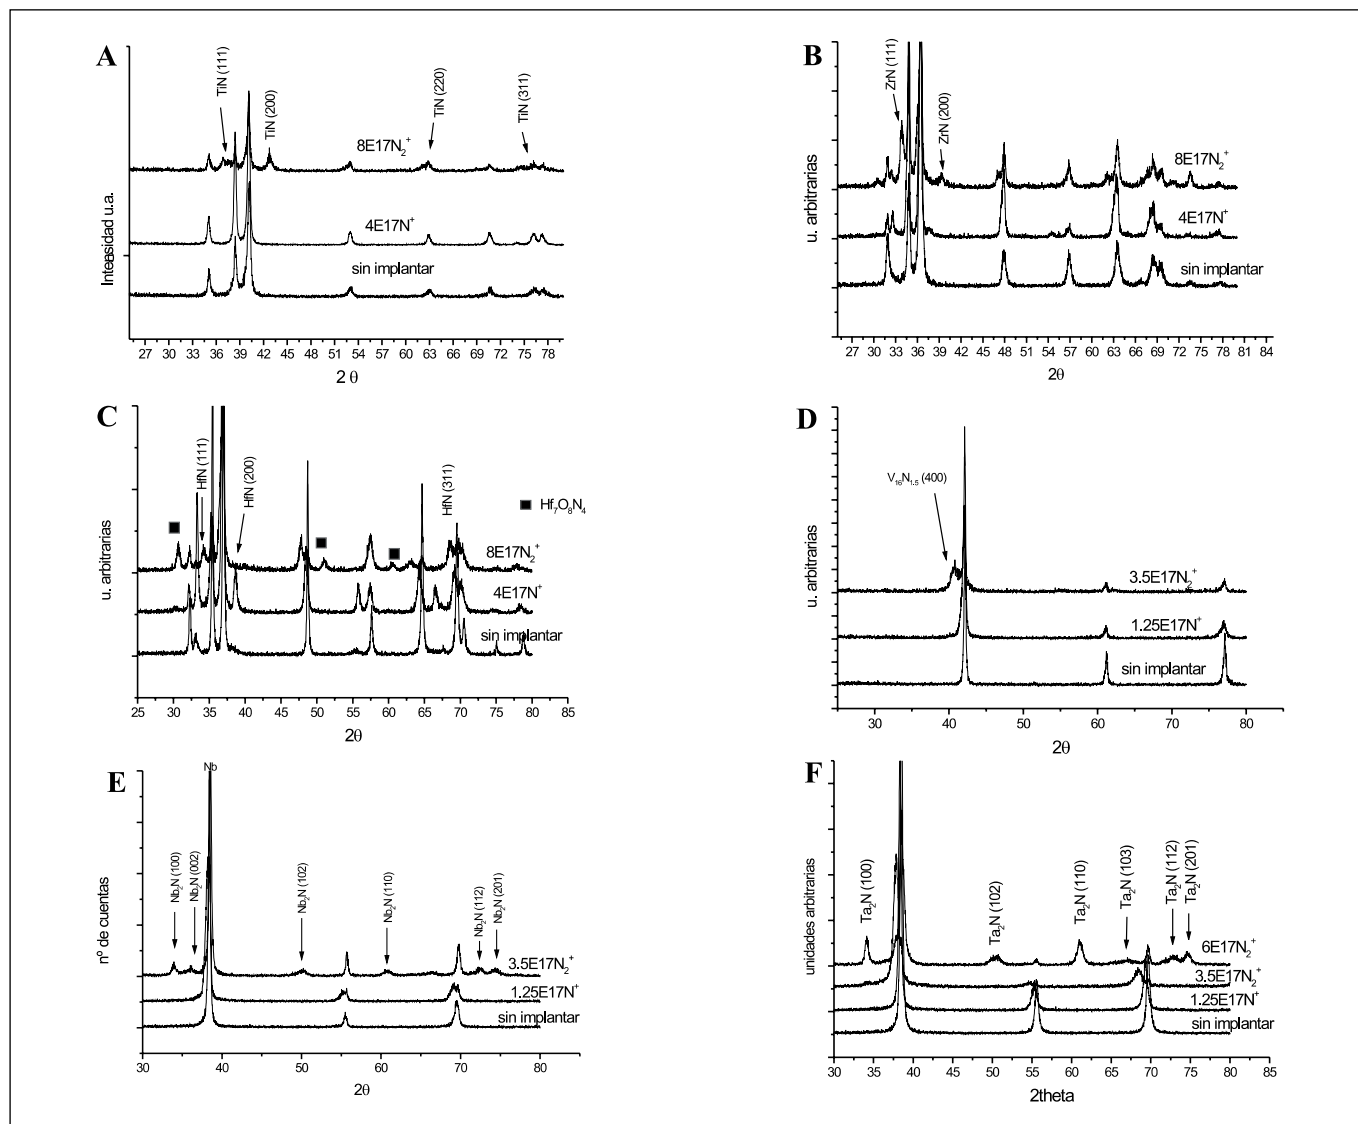 A
Intensidad u.a.
TiN (111)
TiN (200)
TiN (220)
TiN (311)
8E17N₂⁺
4E17N⁺
sin implantar
27 30 33 36 39 42 45 48 51 54 57 60 63 66 69 72 75 78
2 θ
B
u. arbitrarias
ZrN (111)
ZrN (200)
8E17N₂⁺
4E17N⁺
sin implantar
27 30 33 36 39 42 45 48 51 54 57 60 63 66 69 72 75 78 81 84
2θ
C
u. arbitrarias
HfN (111)
HfN (200)
HfN (311)
■ Hf₇O₈N₄
8E17N₂⁺
4E17N⁺
sin implantar
25 30 35 40 45 50 55 60 65 70 75 80 85
2θ
D
u. arbitrarias
V₁₆N₁.₅ (400)
3.5E17N₂⁺
1.25E17N⁺
sin implantar
30 40 50 60 70 80
2θ
E
nº de cuentas
Nb
Nb₂N (100)
Nb₂N (002)
Nb₂N (102)
Nb₂N (110)
Nb₂N (112)
Nb₂N (201)
3.5E17N₂⁺
1.25E17N⁺
sin implantar
30 40 50 60 70 80
2θ
F
unidades arbitrarias
Ta₂N (100)
Ta₂N (102)
Ta₂N (110)
Ta₂N (103)
Ta₂N (112)
Ta₂N (201)
6E17N₂⁺
3.5E17N₂⁺
1.25E17N⁺
sin implantar
30 35 40 45 50 55 60 65 70 75 80 85
2theta